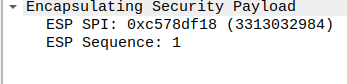 Encapsulating Security Payload
ESP SPI: 0xc578df18 (3313032984)
ESP Sequence: 1